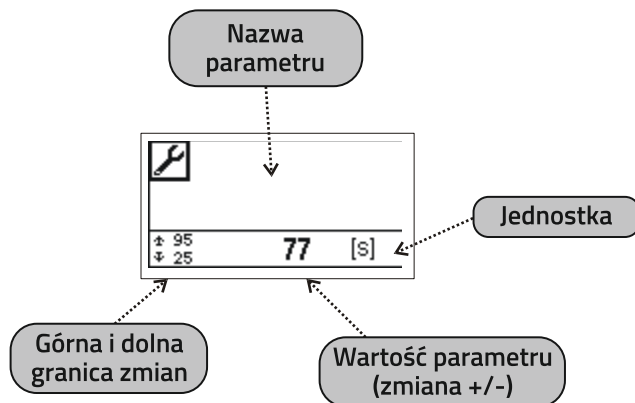 Nazwa
parametru
Jednostka
95
25
77
[S]
Górna i dolna
granica zmian
Wartość parametru
(zmiana +/-)